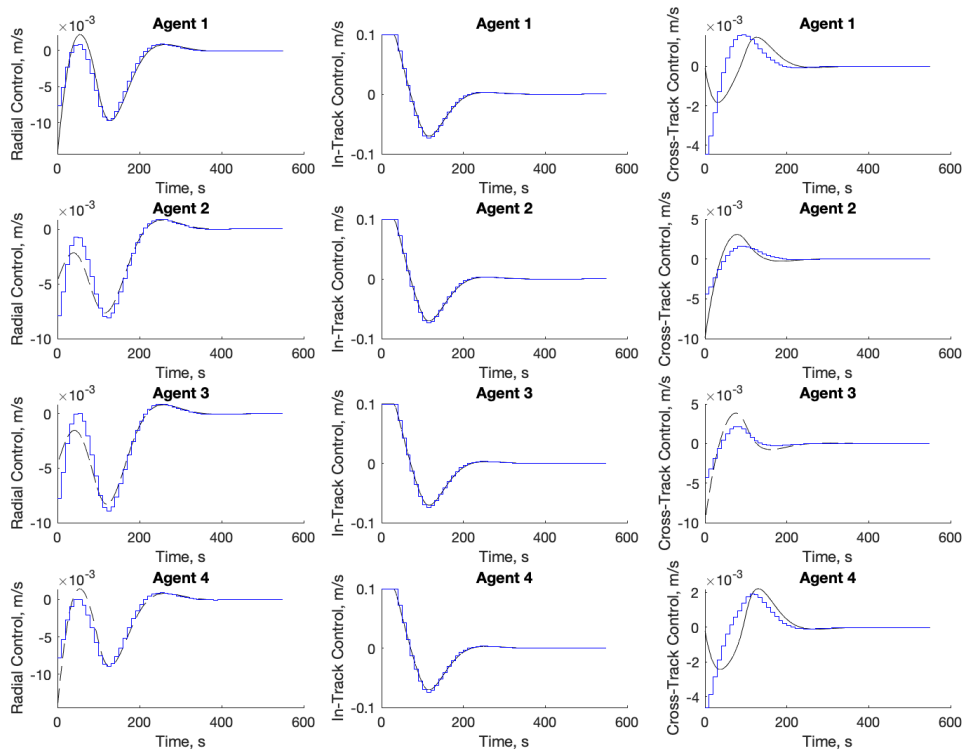 ×10⁻³ Agent 1
Radial Control, m/s
0
-5
-10
0 200 400 600
Time, s
Agent 1
In-Track Control, m/s
0.1
0
-0.1
0 200 400 600
Time, s
×10⁻³ Agent 1
Cross-Track Control, m/s
0
-2
-4
0 200 400 600
Time, s
×10⁻³ Agent 2
Radial Control, m/s
0
-5
-10
0 200 400 600
Time, s
Agent 2
In-Track Control, m/s
0.1
0
-0.1
0 200 400 600
Time, s
×10⁻³ Agent 2
Cross-Track Control, m/s
5
0
-5
-10
0 200 400 600
Time, s
×10⁻³ Agent 3
Radial Control, m/s
0
-5
-10
0 200 400 600
Time, s
Agent 3
In-Track Control, m/s
0.1
0
-0.1
0 200 400 600
Time, s
×10⁻³ Agent 3
Cross-Track Control, m/s
5
0
-5
-10
0 200 400 600
Time, s
×10⁻³ Agent 4
Radial Control, m/s
0
-5
-10
0 200 400 600
Time, s
Agent 4
In-Track Control, m/s
0.1
0
-0.1
0 200 400 600
Time, s
×10⁻³ Agent 4
Cross-Track Control, m/s
2
0
-2
-4
0 200 400 600
Time, s